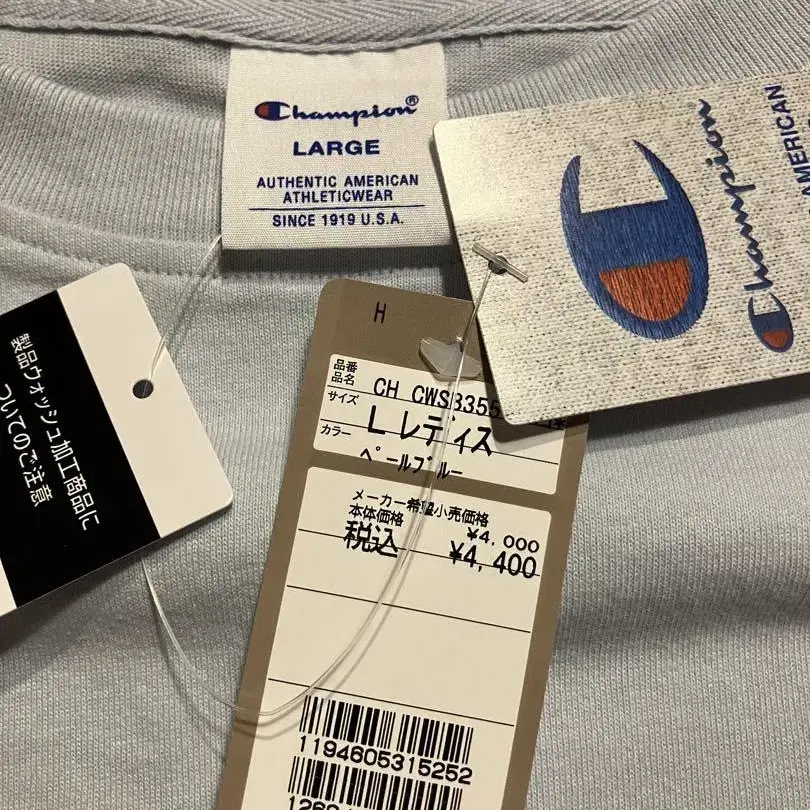 Champion®
LARGE
AUTHENTIC AMERICAN
ATHLETICWEAR
SINCE 1919 U.S.A.
Champion
AMERICAN
製品ウォッシュ加工商品に
ついてのご注意
H
品番
品名
CH
サイズ
L レディス
カラー
ペールブルー
メーカー希望小売価格
本体価格
¥4,000
税込
¥4,400
1194605315252